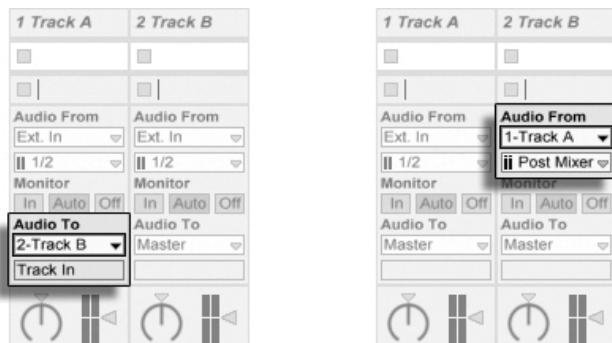 1 Track A
2 Track B
Audio From
Audio From
Ext. In
Ext. In
1/2
1/2
Monitor
Monitor
In Auto Off
In Auto Off
Audio To
Audio To
2-Track B
Master
Track In
1 Track A
2 Track B
Audio From
Audio From
Ext. In
1-Track A
1/2
Post Mixer
Monitor
Monitor
In Auto Off
In Auto Off
Audio To
Audio To
Master
Master